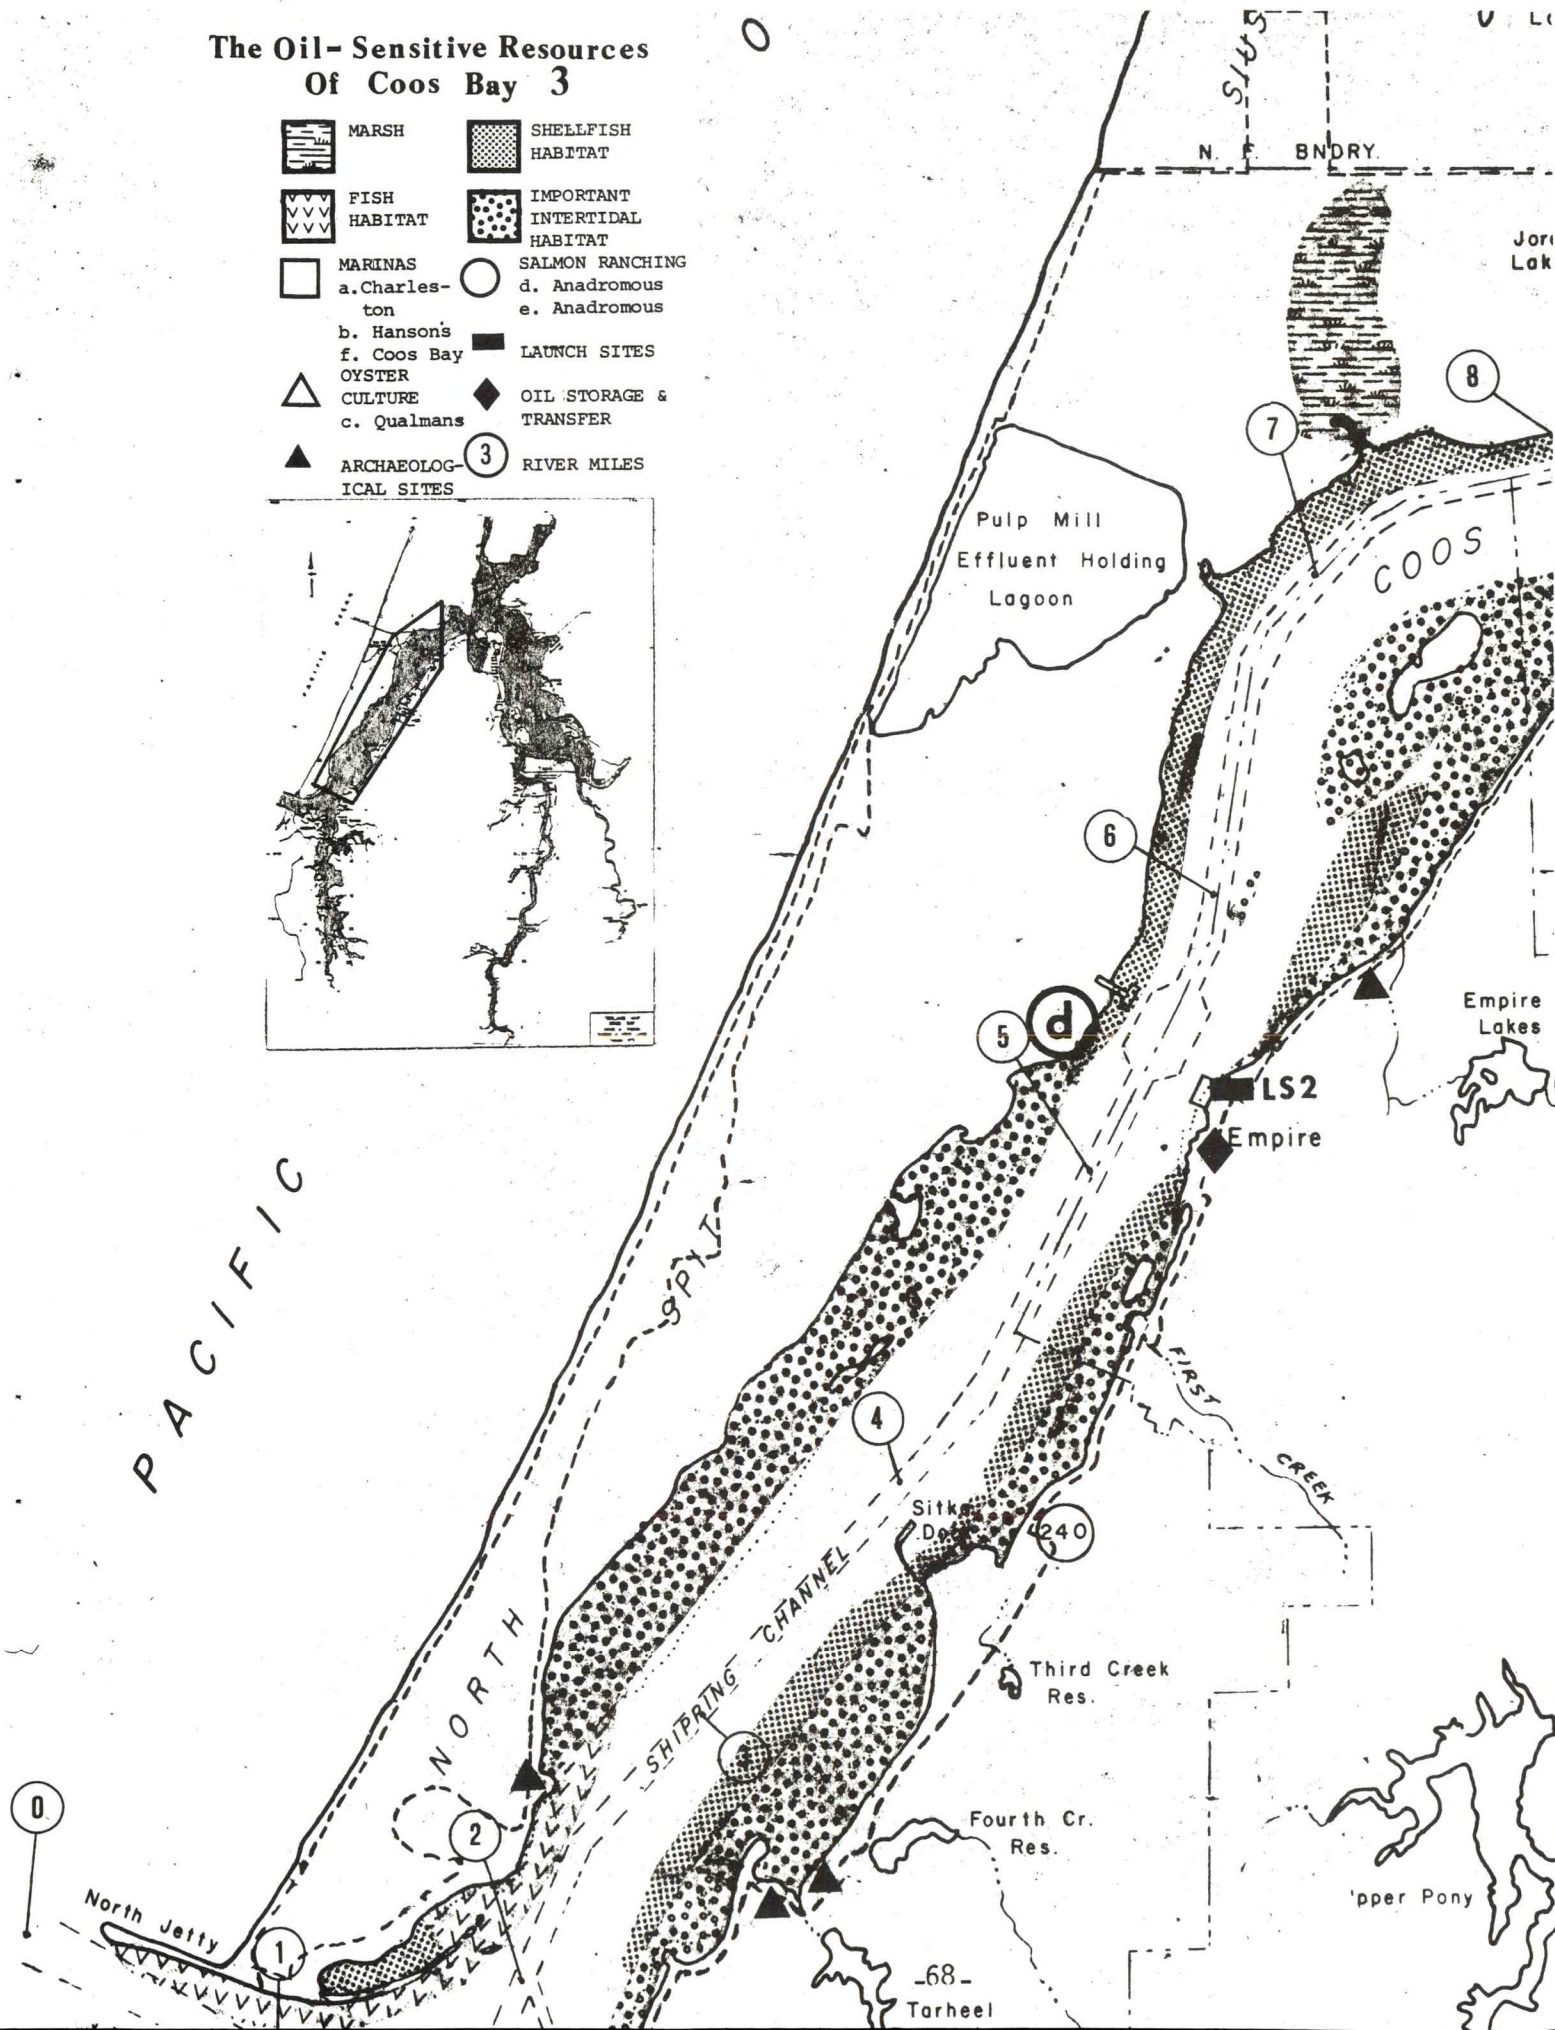 The Oil-Sensitive Resources
Of Coos Bay 3
MARSH
SHELLFISH
HABITAT
FISH
HABITAT
IMPORTANT
INTERTIDAL
HABITAT
MARINAS
a.Charles-
ton
b. Hanson's
f. Coos Bay
SALMON RANCHING
d. Anadromous
e. Anadromous
LAUNCH SITES
OYSTER
CULTURE
c. Qualmans
OIL STORAGE &
TRANSFER
ARCHAEOLOG-
ICAL SITES
3
RIVER MILES
O
SIUS
N. F. BNDRY.
8
7
Pulp Mill
Effluent Holding
Lagoon
COOS
6
Empire
Lakes
d
5
LS2
Empire
PACIFIC
SPIT
FIRST
CREEK
4
Sitka
240
SHIPPING CHANNEL
NORTH
Third Creek
Res.
0
2
Fourth Cr.
Res.
North Jetty
1
'pper Pony
-68-
Tarheel